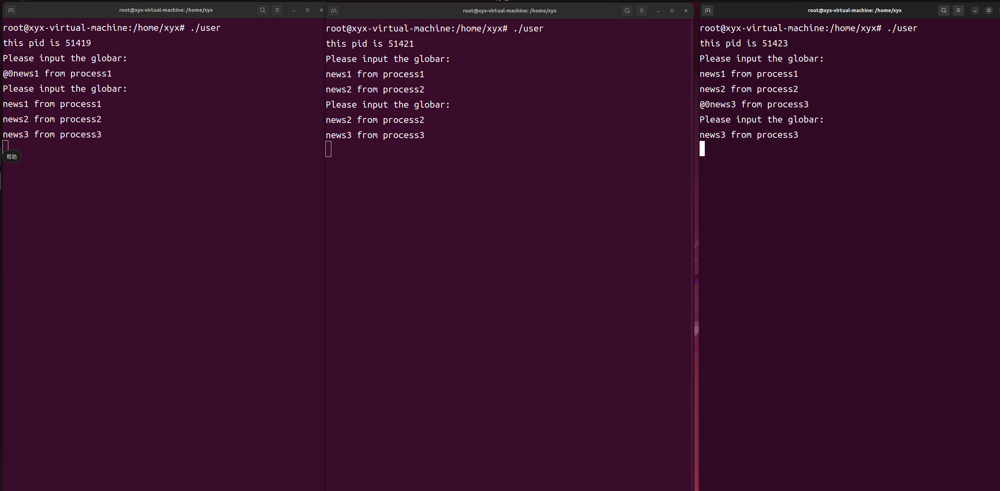 root@xyx-virtual-machine: /home/xyx
root@xyx-virtual-machine:/home/xyx# ./user
this pid is 51419
Please input the globar:
@0news1 from process1
Please input the globar:
news1 from process1
news2 from process2
news3 from process3
帮助
root@xyx-virtual-machine: /home/xyx
root@xyx-virtual-machine:/home/xyx# ./user
this pid is 51421
Please input the globar:
news1 from process1
news2 from process2
Please input the globar:
news2 from process2
news3 from process3
root@xyx-virtual-machine: /home/xyx
root@xyx-virtual-machine:/home/xyx# ./user
this pid is 51423
Please input the globar:
news1 from process1
news2 from process2
@0news3 from process3
Please input the globar:
news3 from process3